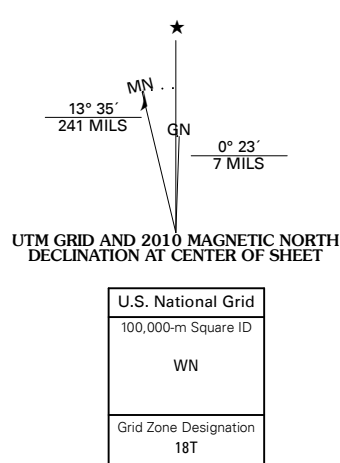 ★
MN
13° 35´
241 MILS
GN
0° 23´
7 MILS
UTM GRID AND 2010 MAGNETIC NORTH
DECLINATION AT CENTER OF SHEET
U.S. National Grid
100,000-m Square ID
WN
Grid Zone Designation
18T